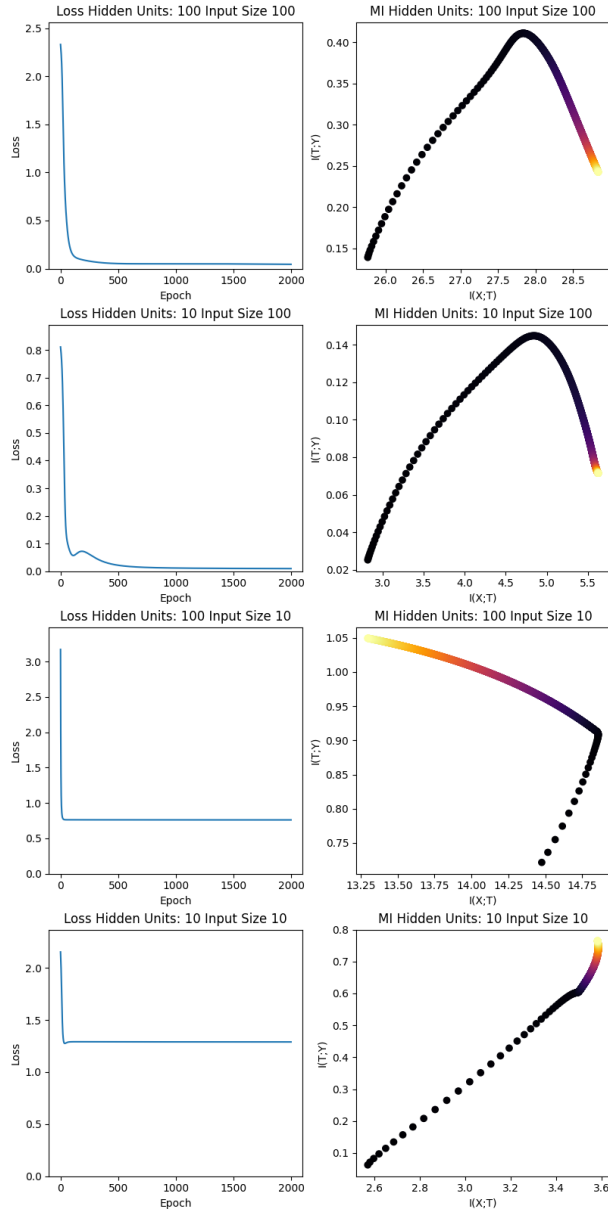 Loss Hidden Units: 100 Input Size 100
2.5
2.0
1.5
1.0
0.5
0.0
Loss
0 500 1000 1500 2000
Epoch
MI Hidden Units: 100 Input Size 100
0.40
0.35
0.30
0.25
0.20
0.15
I(T;Y)
26.0 26.5 27.0 27.5 28.0 28.5
I(X;T)
Loss Hidden Units: 10 Input Size 100
0.8
0.7
0.6
0.5
0.4
0.3
0.2
0.1
0.0
Loss
0 500 1000 1500 2000
Epoch
MI Hidden Units: 10 Input Size 100
0.14
0.12
0.10
0.08
0.06
0.04
0.02
I(T;Y)
3.0 3.5 4.0 4.5 5.0 5.5
I(X;T)
Loss Hidden Units: 100 Input Size 10
3.0
2.5
2.0
1.5
1.0
0.5
0.0
Loss
0 500 1000 1500 2000
Epoch
MI Hidden Units: 100 Input Size 10
1.05
1.00
0.95
0.90
0.85
0.80
0.75
I(T;Y)
13.25 13.50 13.75 14.00 14.25 14.50 14.75
I(X;T)
Loss Hidden Units: 10 Input Size 10
2.0
1.5
1.0
0.5
0.0
Loss
0 500 1000 1500 2000
Epoch
MI Hidden Units: 10 Input Size 10
0.8
0.7
0.6
0.5
0.4
0.3
0.2
0.1
I(T;Y)
2.6 2.8 3.0 3.2 3.4 3.6
I(X;T)